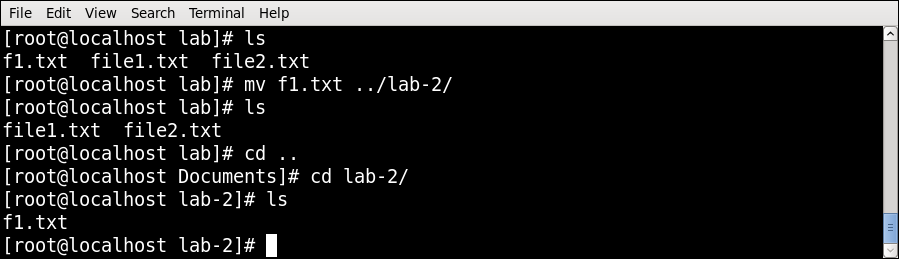 File Edit View Search Terminal Help
[root@localhost lab]# ls
f1.txt  file1.txt  file2.txt
[root@localhost lab]# mv f1.txt ../lab-2/
[root@localhost lab]# ls
file1.txt  file2.txt
[root@localhost lab]# cd ..
[root@localhost Documents]# cd lab-2/
[root@localhost lab-2]# ls
f1.txt
[root@localhost lab-2]#